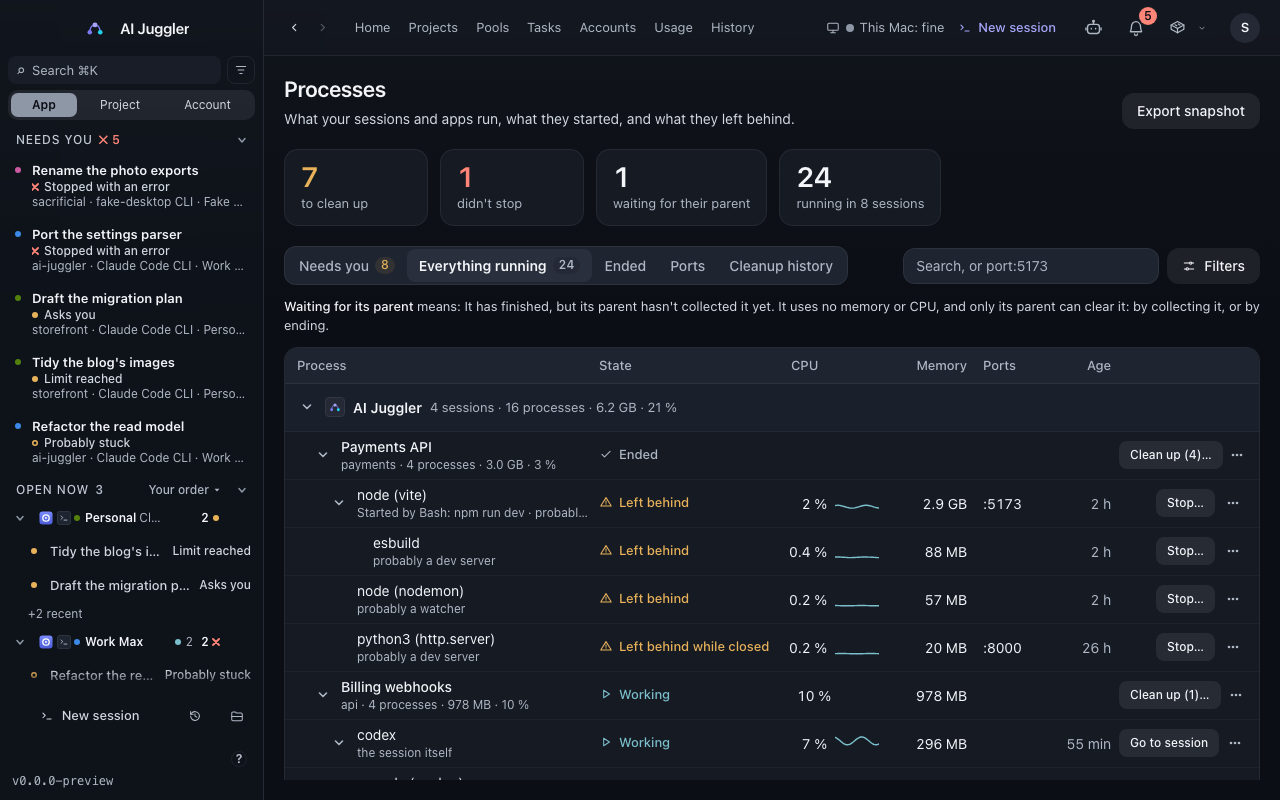 AI Juggler
Search ⌘K
App Project Account
NEEDS YOU 5
Rename the photo exports
Stopped with an error
sacrificial · fake-desktop CLI · Fake ...
Port the settings parser
Stopped with an error
ai-juggler · Claude Code CLI · Work ...
Draft the migration plan
Asks you
storefront · Claude Code CLI · Perso...
Tidy the blog's images
Limit reached
storefront · Claude Code CLI · Perso...
Refactor the read model
Probably stuck
ai-juggler · Claude Code CLI · Work ...
OPEN NOW 3 Your order
Personal Cl... 2
Tidy the blog's i... Limit reached
Draft the migration p... Asks you
+2 recent
Work Max 2 2
Refactor the re... Probably stuck
New session
?
v0.0.0-preview
Home Projects Pools Tasks Accounts Usage History This Mac: fine New session 5 S
Processes
What your sessions and apps run, what they started, and what they left behind.
Export snapshot
7 to clean up
1 didn't stop
1 waiting for their parent
24 running in 8 sessions
Needs you 8 Everything running 24 Ended Ports Cleanup history
Search, or port:5173 Filters
Waiting for its parent means: It has finished, but its parent hasn't collected it yet. It uses no memory or CPU, and only its parent can clear it: by collecting it, or by
ending.
Process State CPU Memory Ports Age
AI Juggler 4 sessions · 16 processes · 6.2 GB · 21 %
Payments API Ended Clean up (4)...
payments · 4 processes · 3.0 GB · 3 %
node (vite) Left behind 2 % 2.9 GB :5173 2 h Stop...
Started by Bash: npm run dev · probabl...
esbuild Left behind 0.4 % 88 MB 2 h Stop...
probably a dev server
node (nodemon) Left behind 0.2 % 57 MB 2 h Stop...
probably a watcher
python3 (http.server) Left behind while closed 0.2 % 20 MB :8000 26 h Stop...
probably a dev server
Billing webhooks Working 10 % 978 MB Clean up (1)...
api · 4 processes · 978 MB · 10 %
codex Working 7 % 296 MB 55 min Go to session
the session itself